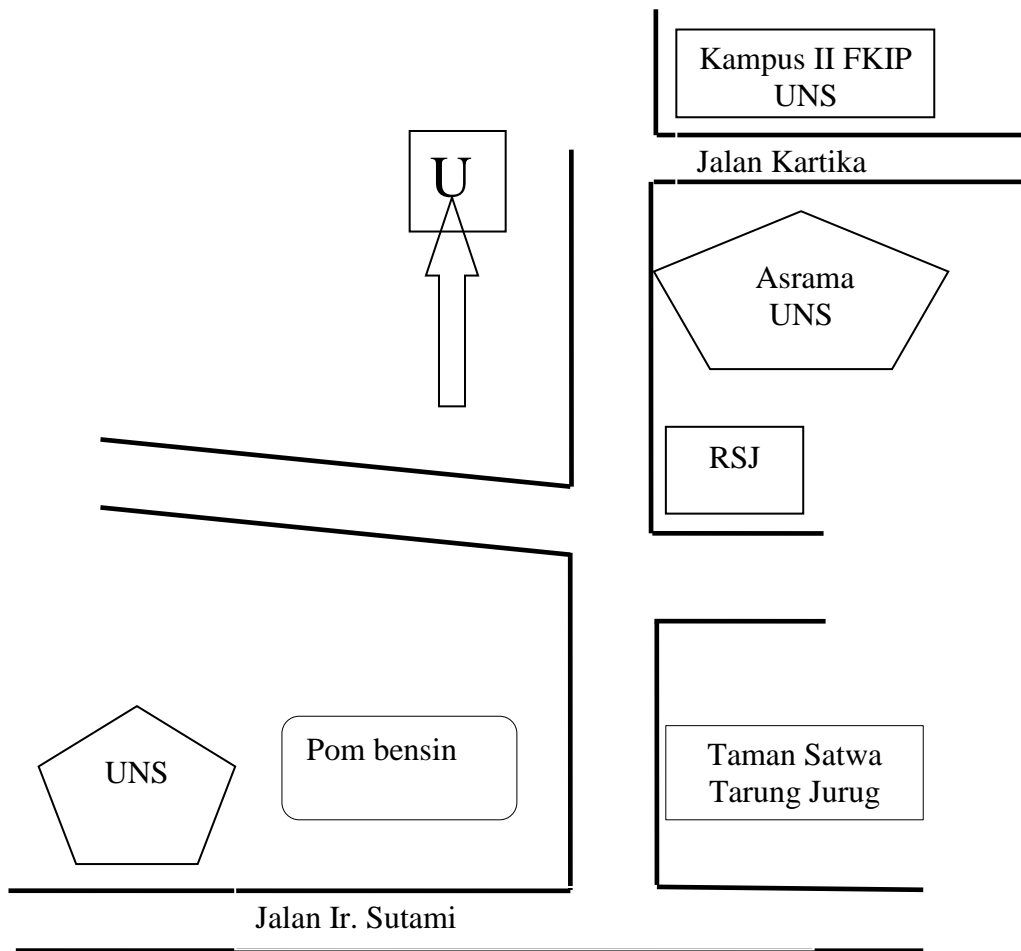 Kampus II FKIP
UNS
Jalan Kartika
U
Asrama
UNS
RSJ
Pom bensin
UNS
Taman Satwa
Tarung Jurug
Jalan Ir. Sutami